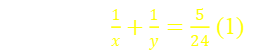 1/x + 1/y = 5/24 (1)